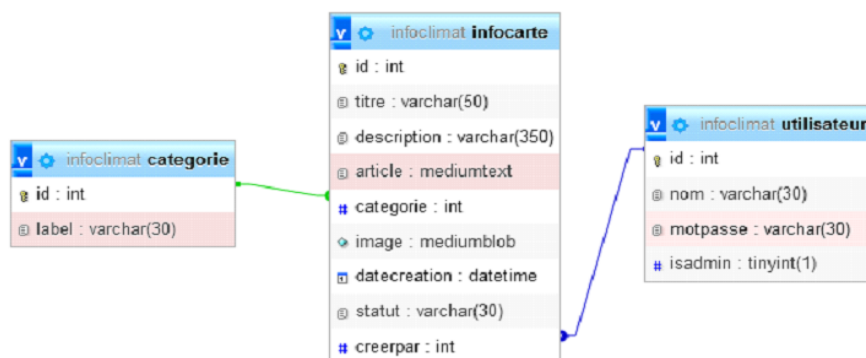 infoclimat categorie
id : int
label : varchar(30)
infoclimat infocarte
id : int
titre : varchar(50)
description : varchar(350)
article : mediumtext
# categorie : int
image : mediumblob
datecreation : datetime
statut : varchar(30)
# creerpar : int
infoclimat utilisateur
id : int
nom : varchar(30)
motpasse : varchar(30)
# isadmin : tinyint(1)